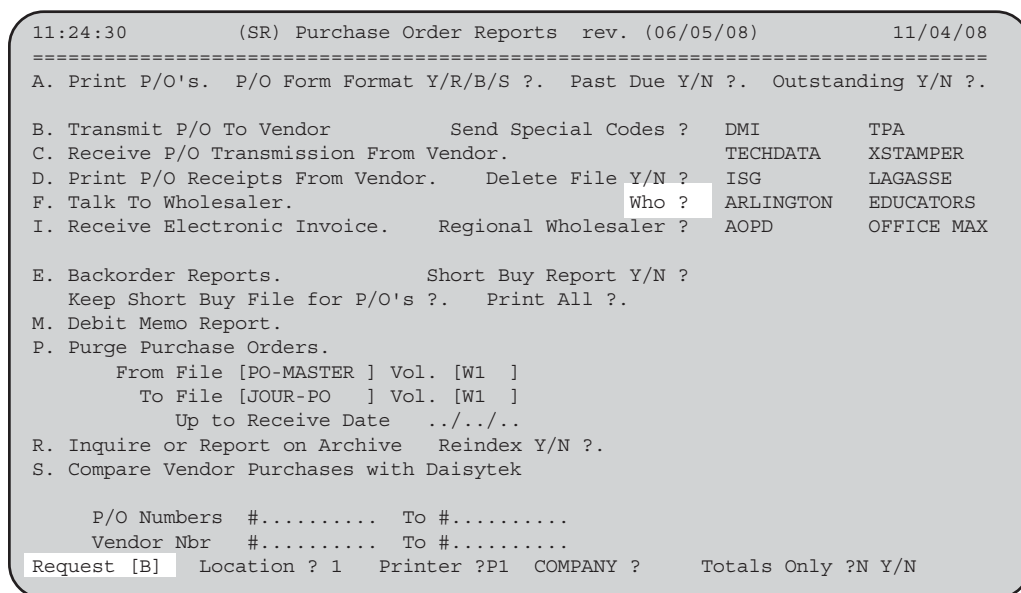 11:24:30 (SR) Purchase Order Reports rev. (06/05/08) 11/04/08
================================================================================
A. Print P/O's. P/O Form Format Y/R/B/S ?. Past Due Y/N ?. Outstanding Y/N ?.
B. Transmit P/O To Vendor Send Special Codes ? DMI TPA
C. Receive P/O Transmission From Vendor. TECHDATA XSTAMPER
D. Print P/O Receipts From Vendor. Delete File Y/N ? ISG LAGASSE
F. Talk To Wholesaler. Who ? ARLINGTON EDUCATORS
I. Receive Electronic Invoice. Regional Wholesaler ? AOPD OFFICE MAX
E. Backorder Reports. Short Buy Report Y/N ?
Keep Short Buy File for P/O's ?. Print All ?.
M. Debit Memo Report.
P. Purge Purchase Orders.
From File [PO-MASTER ] Vol. [W1 ]
To File [JOUR-PO ] Vol. [W1 ]
Up to Receive Date ../../..
R. Inquire or Report on Archive Reindex Y/N ?.
S. Compare Vendor Purchases with Daisytek
P/O Numbers #.......... To #..........
Vendor Nbr #.......... To #..........
Request [B] Location ? 1 Printer ?P1 COMPANY ? Totals Only ?N Y/N